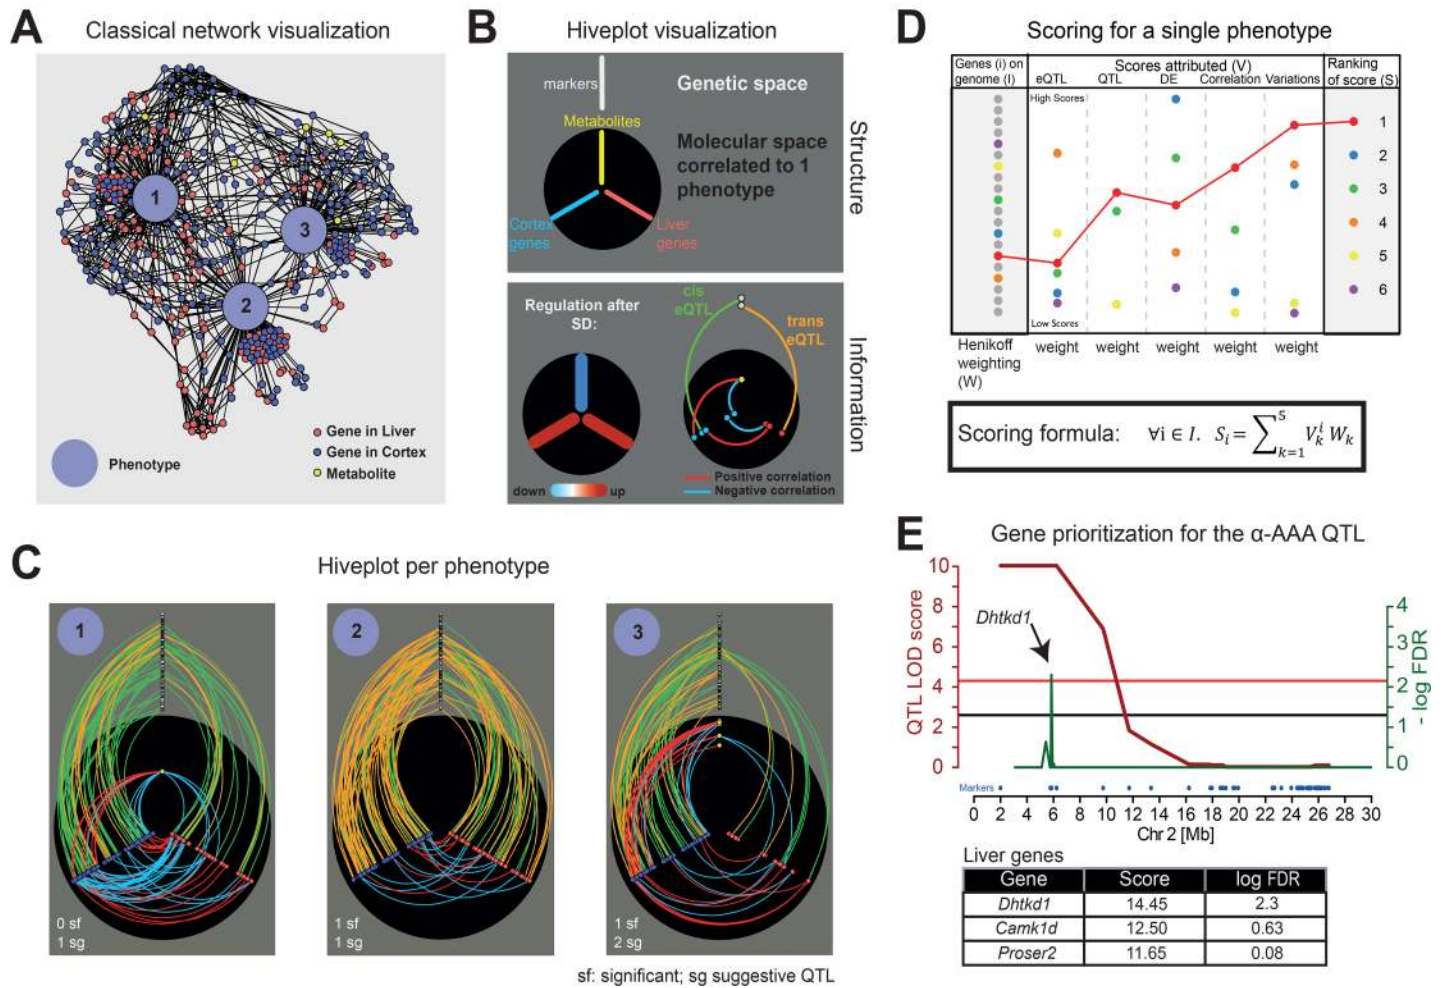 A
Classical network visualization
1
3
2
Gene in Liver
Gene in Cortex
Metabolite
Phenotype
B
Hiveplot visualization
markers
Genetic space
Metabolites
Molecular space
correlated to 1
phenotype
Cortex
genes
Liver
genes
Structure
Regulation after
SD:
cis
eQTL
trans
eQTL
down
up
Positive correlation
Negative correlation
Information
C
Hiveplot per phenotype
1
0 sf
1 sg
2
1 sf
1 sg
3
1 sf
2 sg
sf: significant; sg suggestive QTL
D
Scoring for a single phenotype
Genes (i) on
genome (I)
Scores attributed (V)
eQTL QTL DE Correlation Variations
Ranking
of score (S)
High Scores
1
2
3
4
5
6
Low Scores
Henikoff
weighting
(W)
weight weight weight weight weight
Scoring formula: ∀i ∈ I. S_i = ∑_{k=1}^{5} V_k^i W_k
E
Gene prioritization for the α-AAA QTL
QTL LOD score
10
8
6
4
2
0
Dhtkd1
4
3
2
1
0
- log FDR
Markers
0 2 4 6 8 10 12 14 16 18 20 22 24 26 28 30
Chr 2 [Mb]
Liver genes
Gene Score log FDR
Dhtkd1 14.45 2.3
Camk1d 12.50 0.63
Proser2 11.65 0.08